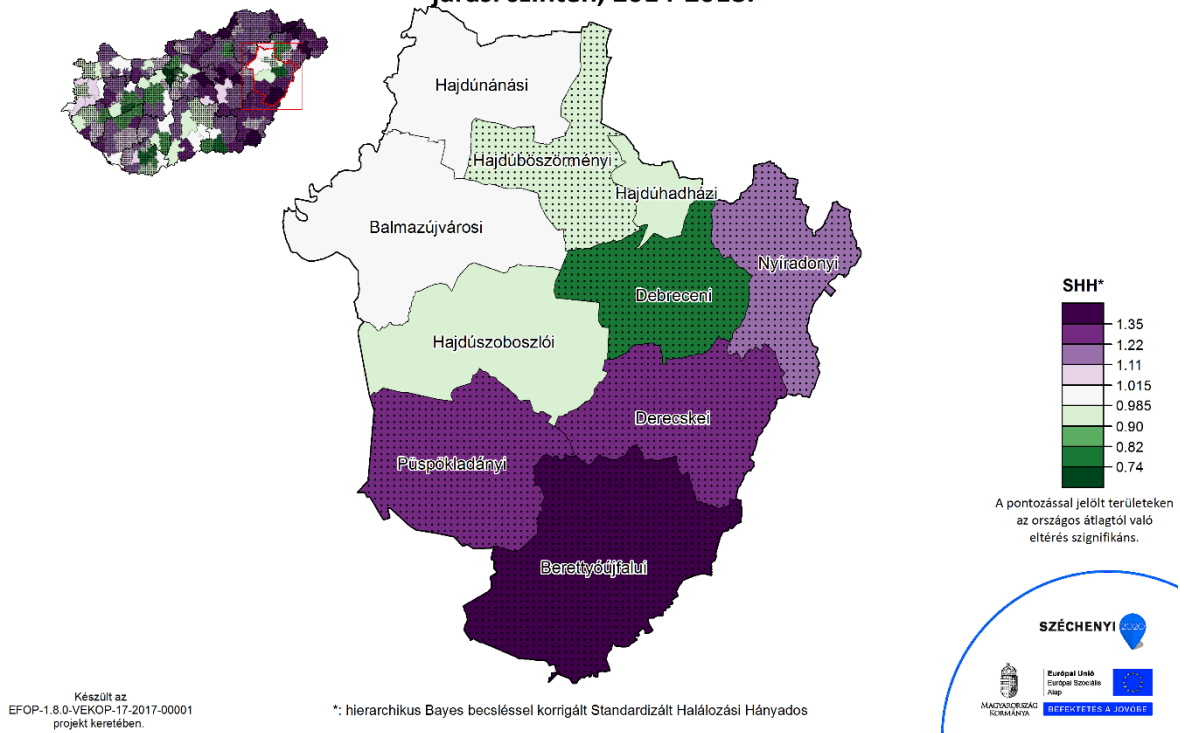 Hajdúnánási
Hajdúböszörményi
Hajdúhadházi
Balmazújvárosi
Nyíradonyi
Debreceni
Hajdúszoboszlói
Derecskei
Püspökladányi
Berettyóújfalui
SHH*
1.35
1.22
1.11
1.015
0.985
0.90
0.82
0.74
A pontozással jelölt területeken
az országos átlagtól való
eltérés szignifikáns.
SZÉCHENYI 2020
MAGYARORSZÁG
KORMÁNYA
Európai Unió
Európai Szociális
Alap
BEFEKTETÉS A JÖVŐBE
Készült az
EFOP-1.8.0-VEKOP-17-2017-00001
projekt keretében.
*: hierarchikus Bayes becsléssel korrigált Standardizált Halálozási Hányados